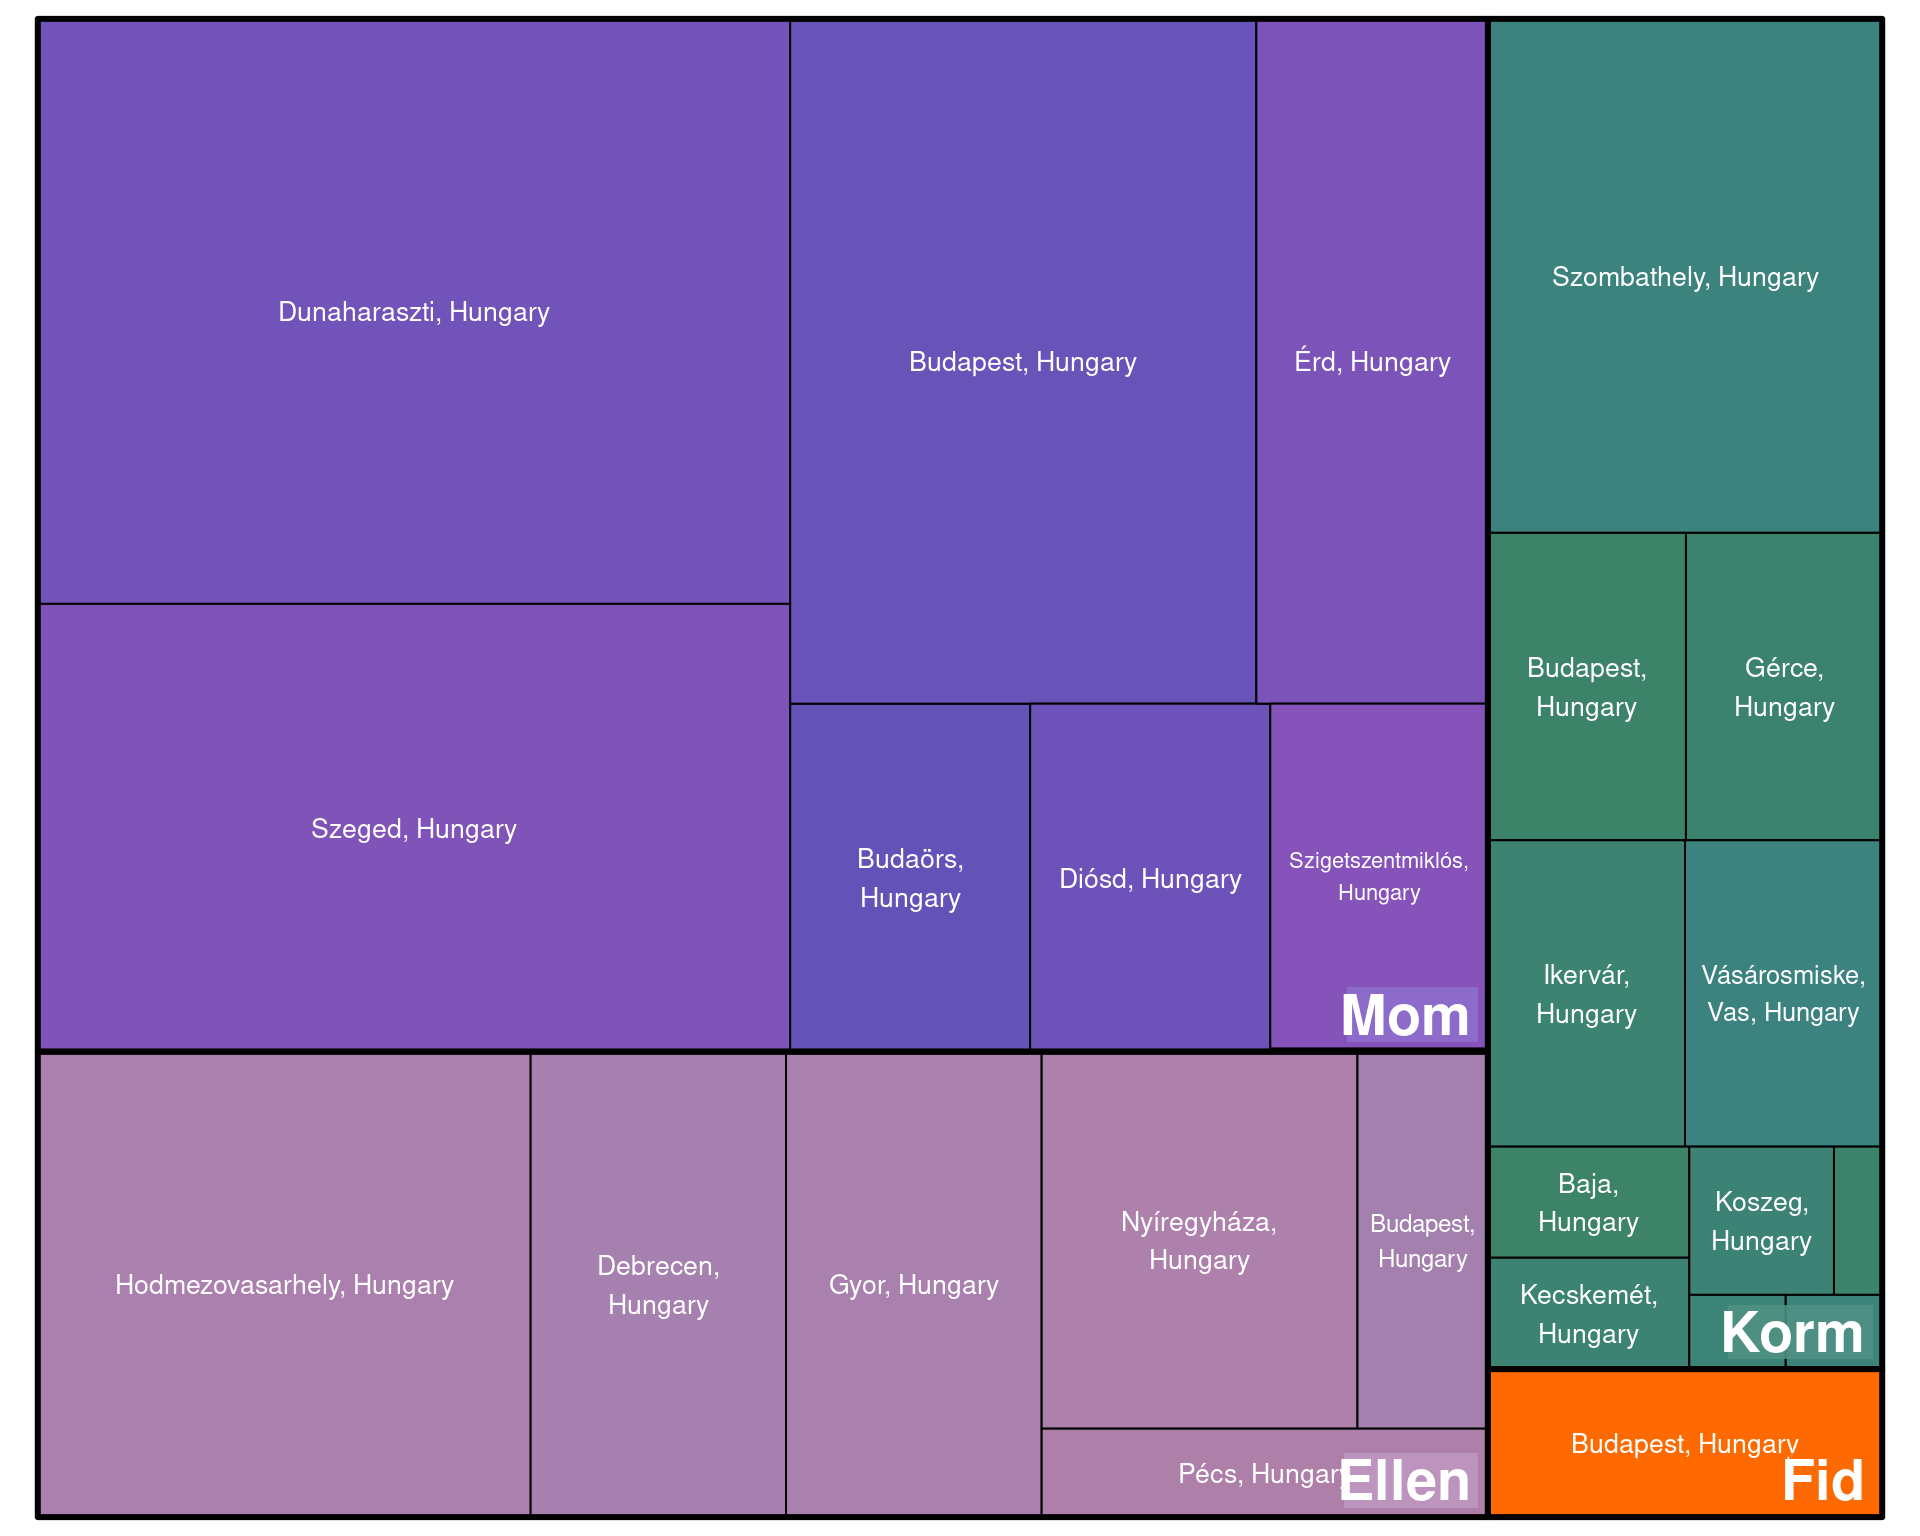 Dunaharaszti, Hungary
Szeged, Hungary
Budapest, Hungary
Érd, Hungary
Budaörs,
Hungary
Diósd, Hungary
Szigetszentmiklós,
Hungary
Mom
Hodmezovasarhely, Hungary
Debrecen,
Hungary
Gyor, Hungary
Nyíregyháza,
Hungary
Budapest,
Hungary
Pécs, Hungary
Ellen
Szombathely, Hungary
Budapest,
Hungary
Gérce,
Hungary
Ikervár,
Hungary
Vásárosmiske,
Vas, Hungary
Baja,
Hungary
Kecskemét,
Hungary
Koszeg,
Hungary
Korm
Budapest, Hungary
Fid